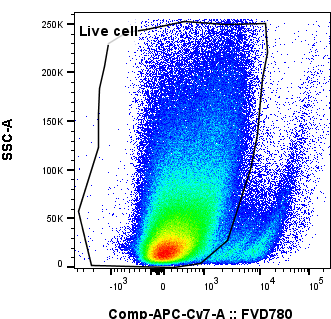 Live cell
250K
200K
150K
100K
50K
0
SSC-A
-10³ 0 10³ 10⁴ 10⁵
Comp-APC-Cy7-A :: FVD780